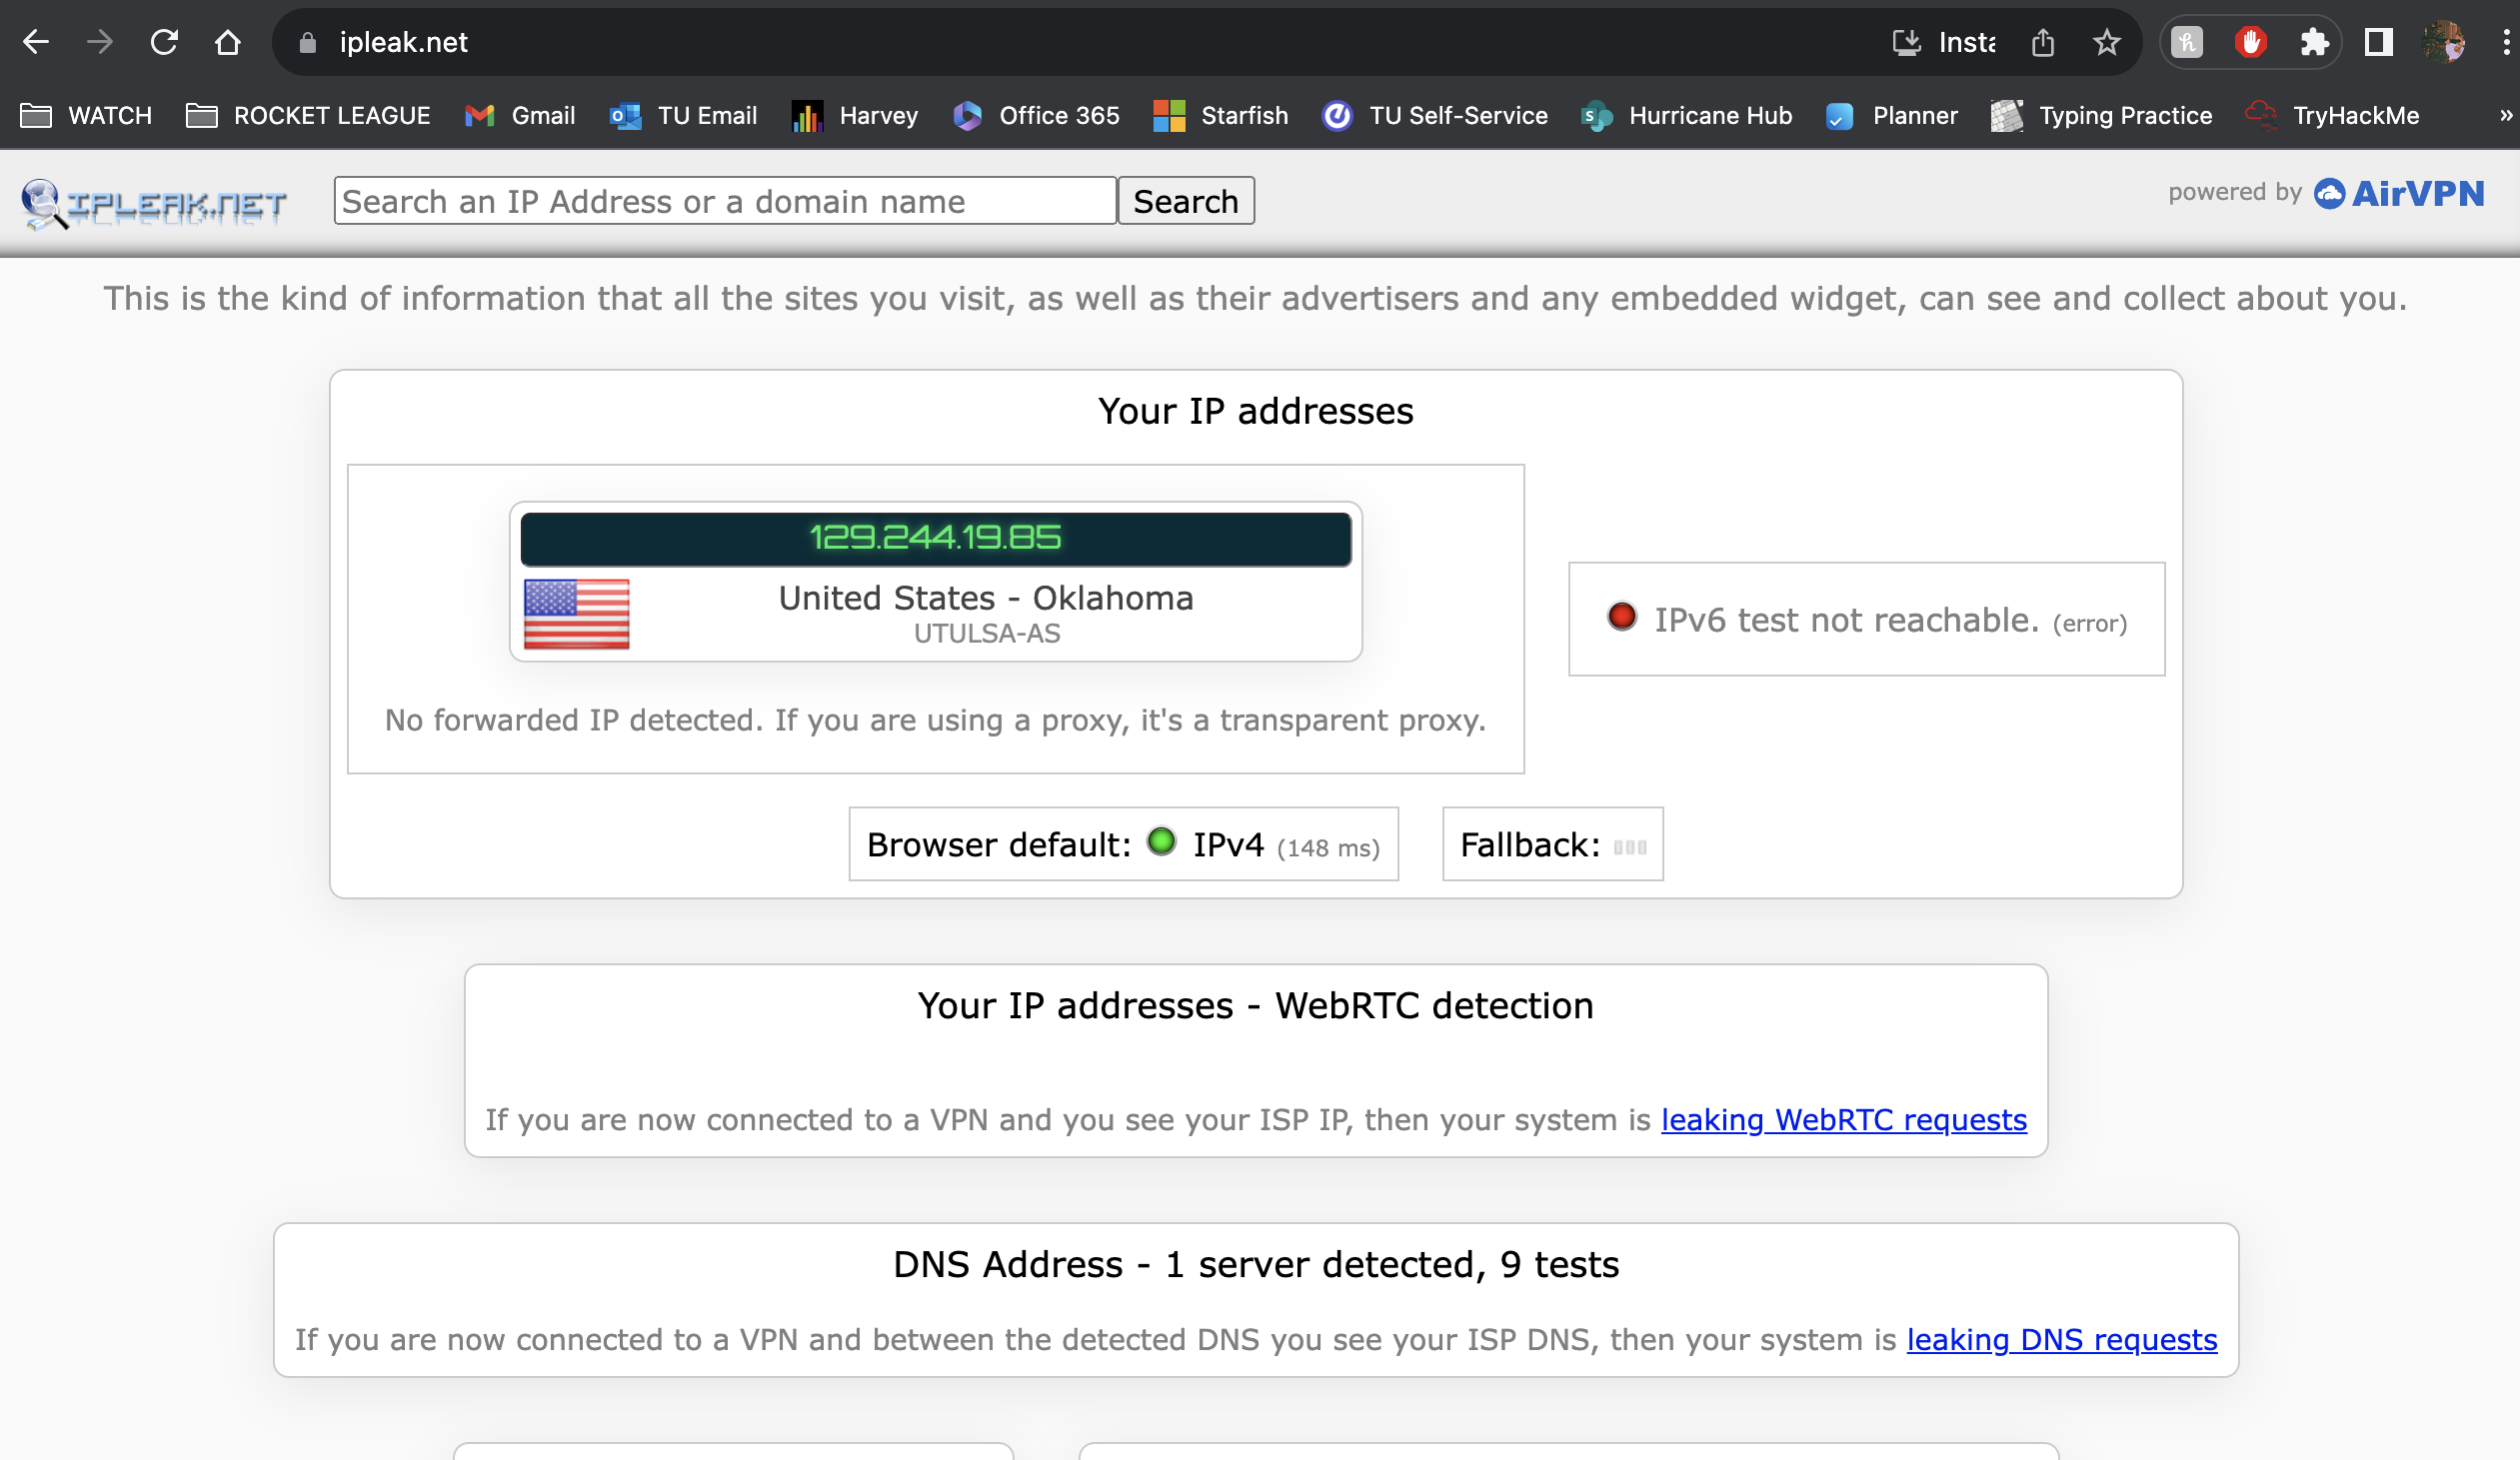 ipleak.net
Insta
WATCH ROCKET LEAGUE Gmail TU Email Harvey Office 365 Starfish TU Self-Service Hurricane Hub Planner Typing Practice TryHackMe »
IPLEAK.NET Search an IP Address or a domain name Search powered by AirVPN
This is the kind of information that all the sites you visit, as well as their advertisers and any embedded widget, can see and collect about you.
Your IP addresses
129.244.19.85
United States - Oklahoma
UTULSA-AS
IPv6 test not reachable. (error)
No forwarded IP detected. If you are using a proxy, it's a transparent proxy.
Browser default: IPv4 (148 ms) Fallback:
Your IP addresses - WebRTC detection
If you are now connected to a VPN and you see your ISP IP, then your system is leaking WebRTC requests
DNS Address - 1 server detected, 9 tests
If you are now connected to a VPN and between the detected DNS you see your ISP DNS, then your system is leaking DNS requests